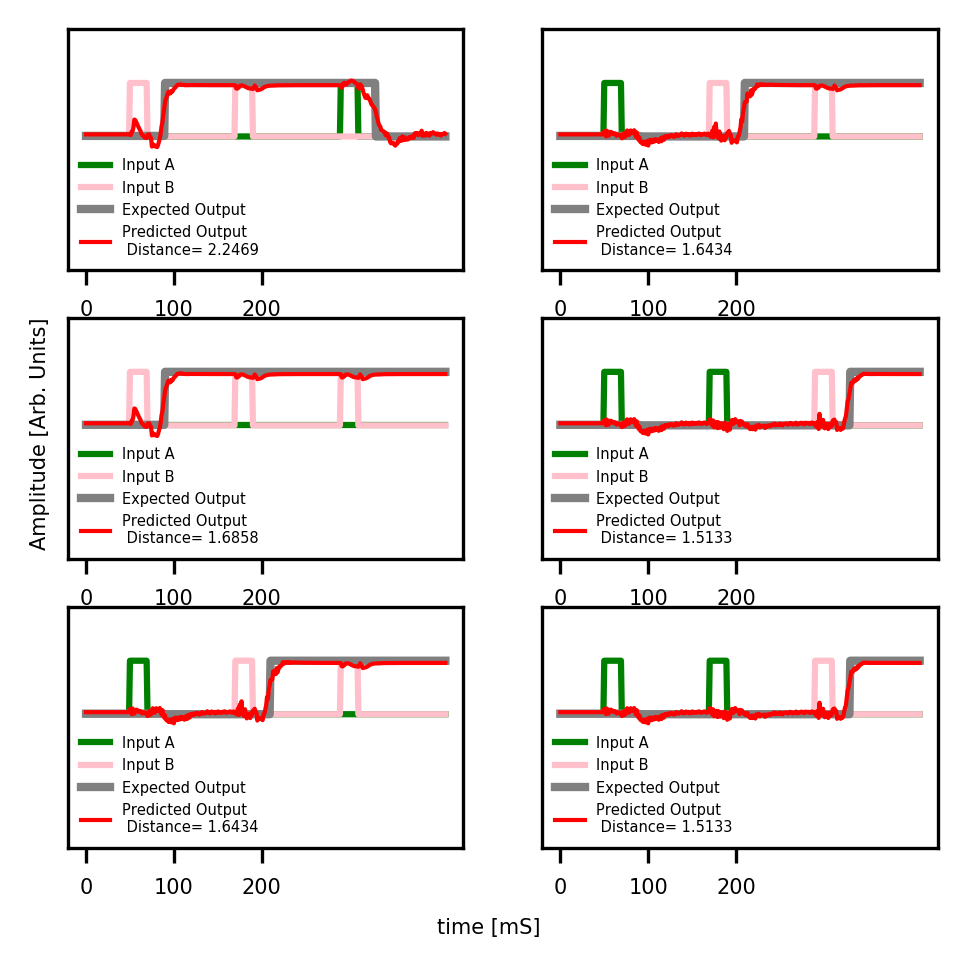 Input A
Input B
Expected Output
Predicted Output
Distance= 2.2469
0 100 200
Input A
Input B
Expected Output
Predicted Output
Distance= 1.6434
0 100 200
Amplitude [Arb. Units]
Input A
Input B
Expected Output
Predicted Output
Distance= 1.6858
0 100 200
Input A
Input B
Expected Output
Predicted Output
Distance= 1.5133
0 100 200
Input A
Input B
Expected Output
Predicted Output
Distance= 1.6434
0 100 200
Input A
Input B
Expected Output
Predicted Output
Distance= 1.5133
0 100 200
time [mS]